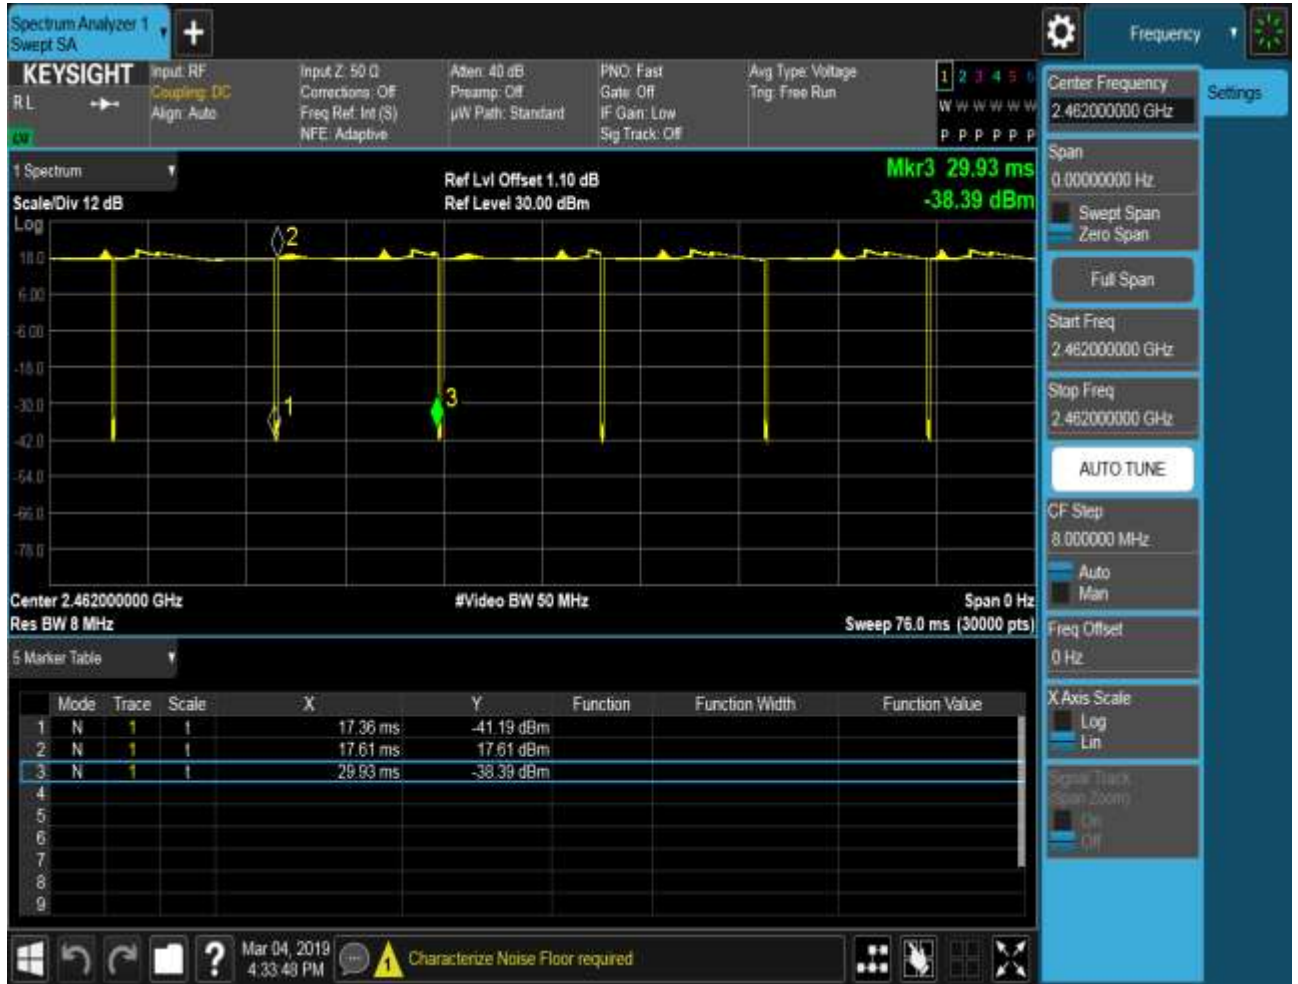 Spectrum Analyzer 1
Swept SA
+
Frequency
KEYSIGHT
R L
Input: RF
Coupling: DC
Align: Auto
Input Z: 50 Ω
Corrections: Off
Freq Ref: Int (S)
NFE: Adaptive
Atten: 40 dB
Preamp: Off
µW Path: Standard
PNO: Fast
Gate: Off
IF Gain: Low
Sig Track: Off
Avg Type: Voltage
Trig: Free Run
1 2 3 4 5 6
W W W W W W
P P P P P P
1 Spectrum
Scale/Div 12 dB
Ref Lvl Offset 1.10 dB
Ref Level 30.00 dBm
Mkr3 29.93 ms
-38.39 dBm
Log
18.0
6.00
-6.00
-18.0
-30.0
-42.0
-54.0
-66.0
-78.0
2
1
3
Center 2.462000000 GHz
#Video BW 50 MHz
Span 0 Hz
Res BW 8 MHz
Sweep 76.0 ms (30000 pts)
5 Marker Table
Mode Trace Scale X Y Function Function Width Function Value
1 N 1 t 17.36 ms -41.19 dBm
2 N 1 t 17.61 ms 17.61 dBm
3 N 1 t 29.93 ms -38.39 dBm
4
5
6
7
8
9
?
Mar 04, 2019
4:33:48 PM
1
Characterize Noise Floor required
Center Frequency
2.462000000 GHz
Settings
Span
0.00000000 Hz
Swept Span
Zero Span
Full Span
Start Freq
2.462000000 GHz
Stop Freq
2.462000000 GHz
AUTO TUNE
CF Step
8.000000 MHz
Auto
Man
Freq Offset
0 Hz
X Axis Scale
Log
Lin
Signal Track
(Span Zoom)
On
Off